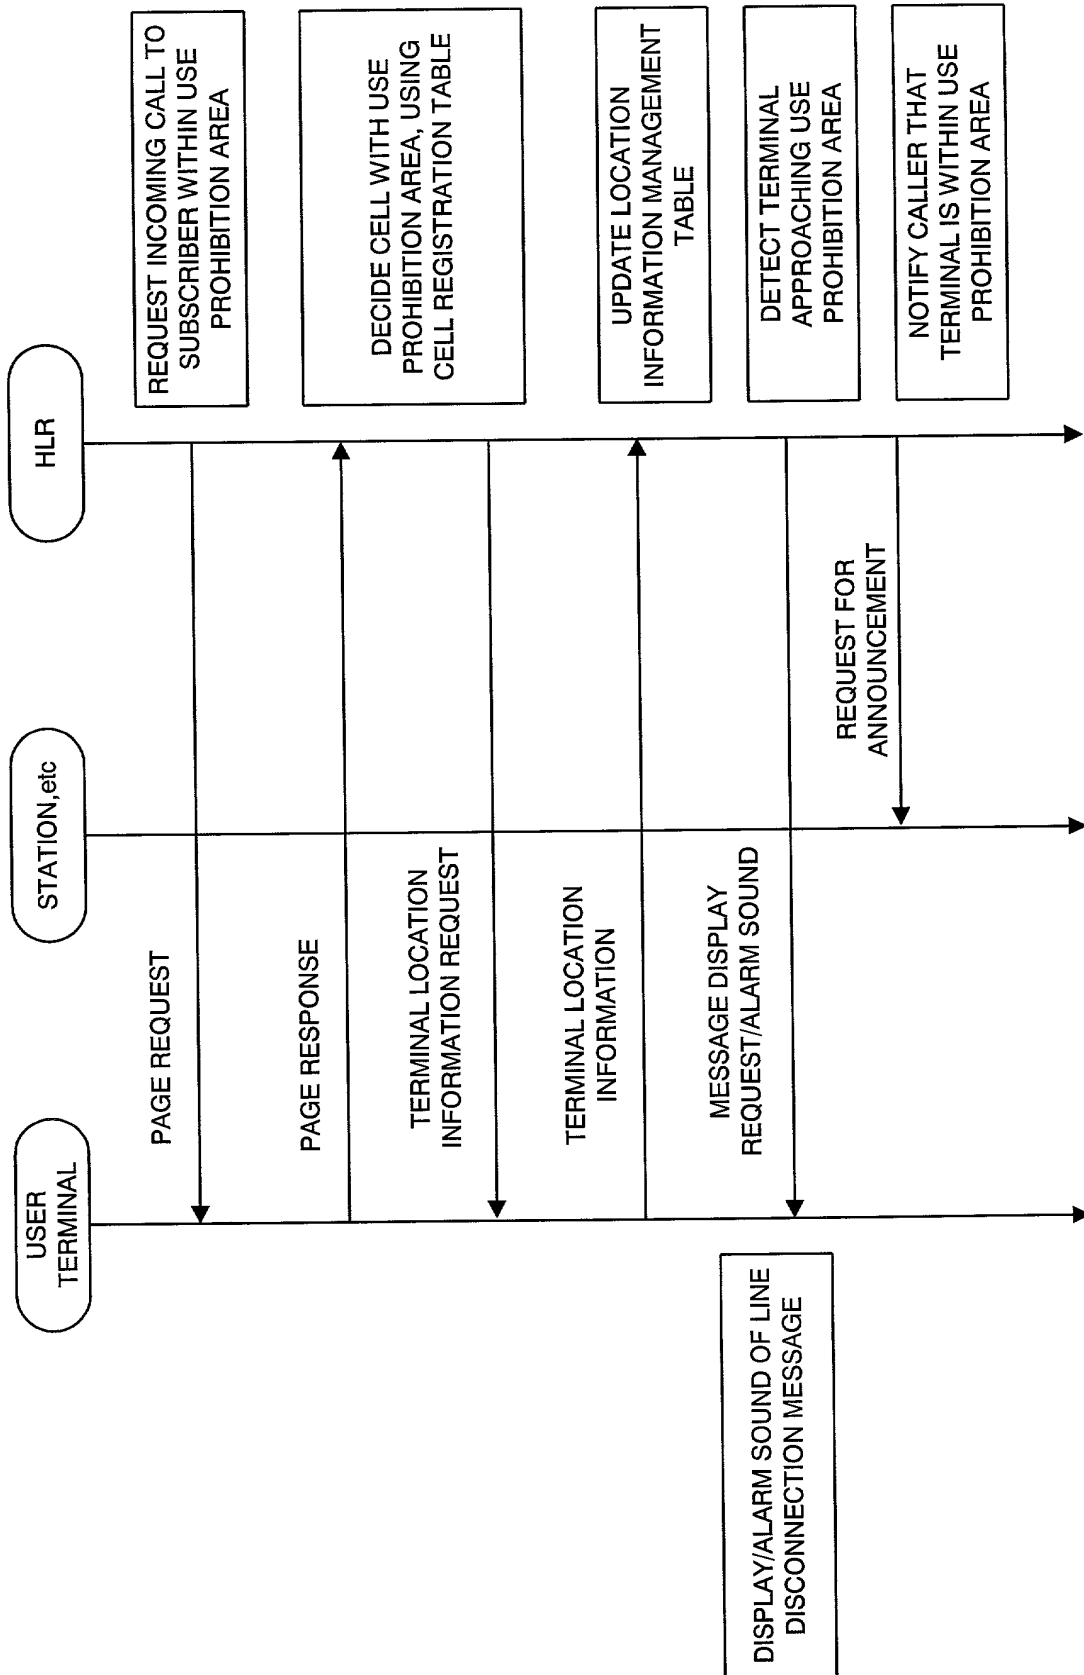 USER
TERMINAL
STATION,etc
HLR
PAGE REQUEST
REQUEST INCOMING CALL TO
SUBSCRIBER WITHIN USE
PROHIBITION AREA
PAGE RESPONSE
DECIDE CELL WITH USE
PROHIBITION AREA, USING
CELL REGISTRATION TABLE
TERMINAL LOCATION
INFORMATION REQUEST
TERMINAL LOCATION
INFORMATION
UPDATE LOCATION
INFORMATION MANAGEMENT
TABLE
DISPLAY/ALARM SOUND OF LINE
DISCONNECTION MESSAGE
MESSAGE DISPLAY
REQUEST/ALARM SOUND
DETECT TERMINAL
APPROACHING USE
PROHIBITION AREA
REQUEST FOR
ANNOUNCEMENT
NOTIFY CALLER THAT
TERMINAL IS WITHIN USE
PROHIBITION AREA